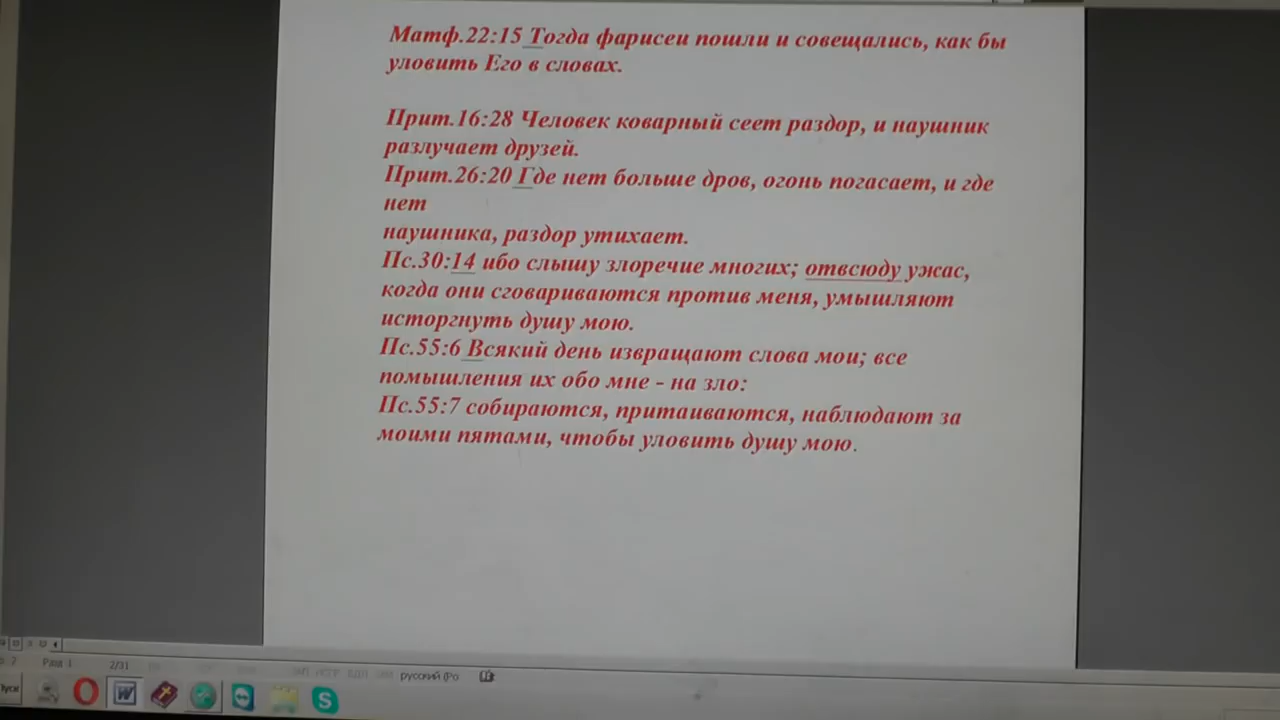 Матф.22:15 Тогда фарисеи пошли и совещались, как бы
уловить Его в словах.
Прит.16:28 Человек коварный сеет раздор, и наушник
разлучает друзей.
Прит.26:20 Где нет больше дров, огонь погасает, и где
нет
наушника, раздор утихает.
Пс.30:14 ибо слышу злоречие многих; отвсюду ужас,
когда они сговариваются против меня, умышляют
исторгнуть душу мою.
Пс.55:6 Всякий день извращают слова мои; все
помышления их обо мне - на зло:
Пс.55:7 собираются, притаиваются, наблюдают за
моими пятами, чтобы уловить душу мою.
2/31
русский (Ро